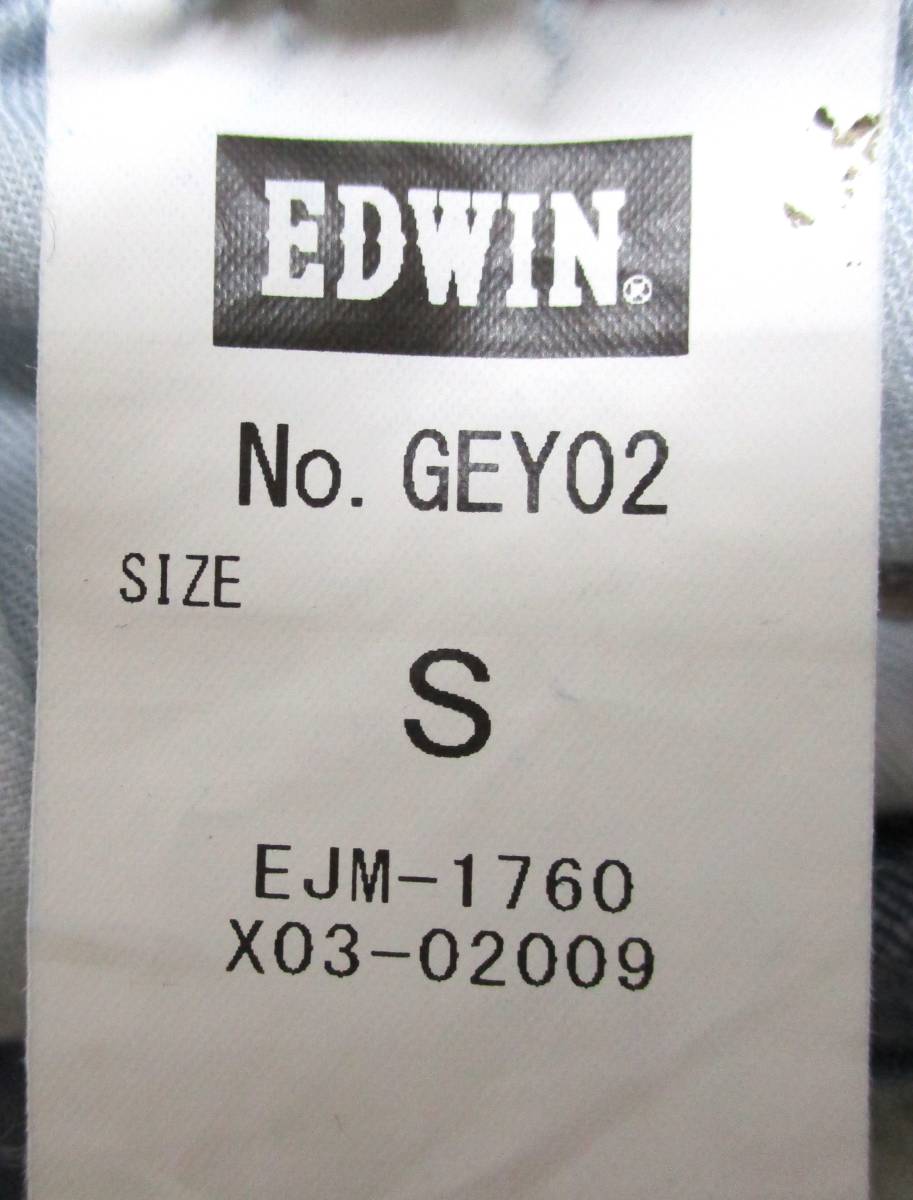 EDWIN®
No. GEY02
SIZE
S
EJM-1760
X03-02009